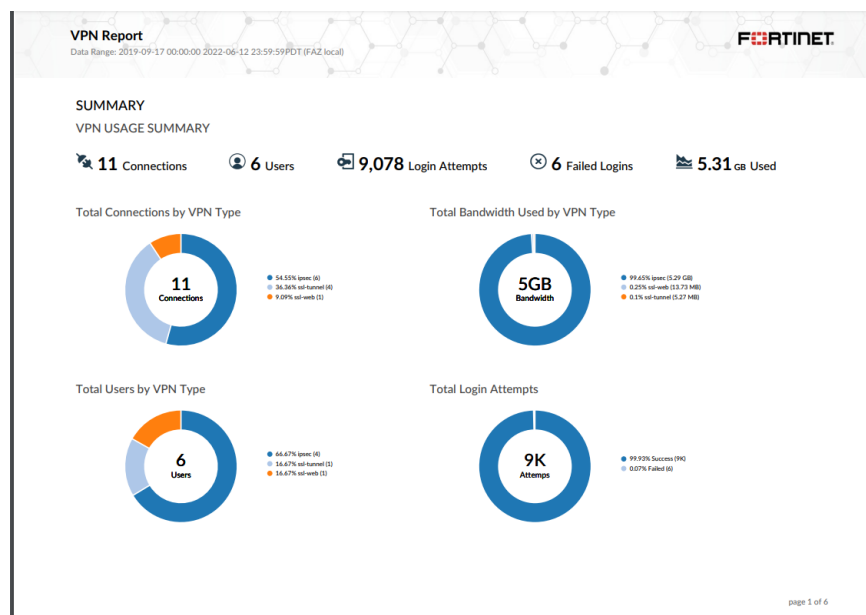 VPN Report
Data Range: 2019-09-17 00:00:00 2022-06-12 23:59:59PDT (FAZ local)
FORTINET
SUMMARY
VPN USAGE SUMMARY
11 Connections 6 Users 9,078 Login Attempts 6 Failed Logins 5.31 GB Used
Total Connections by VPN Type
11
Connections
54.55% ipsec (6)
36.36% ssl-tunnel (4)
9.09% ssl-web (1)
Total Bandwidth Used by VPN Type
5GB
Bandwidth
99.65% ipsec (5.29 GB)
0.25% ssl-web (13.73 MB)
0.1% ssl-tunnel (5.27 MB)
Total Users by VPN Type
6
Users
66.67% ipsec (4)
16.67% ssl-tunnel (1)
16.67% ssl-web (1)
Total Login Attempts
9K
Attemps
99.93% Success (9K)
0.07% Failed (6)
page 1 of 6